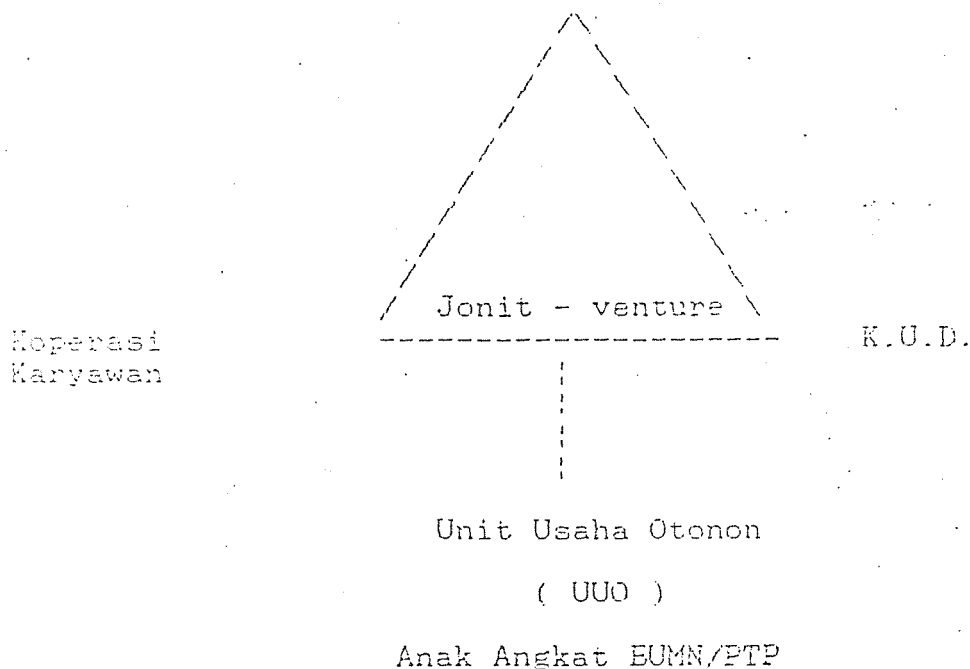 Jonit - venture
Koperasi
Karyawan
K.U.D.
Unit Usaha Otonon
( UUO )
Anak Angkat BUMN/PTP